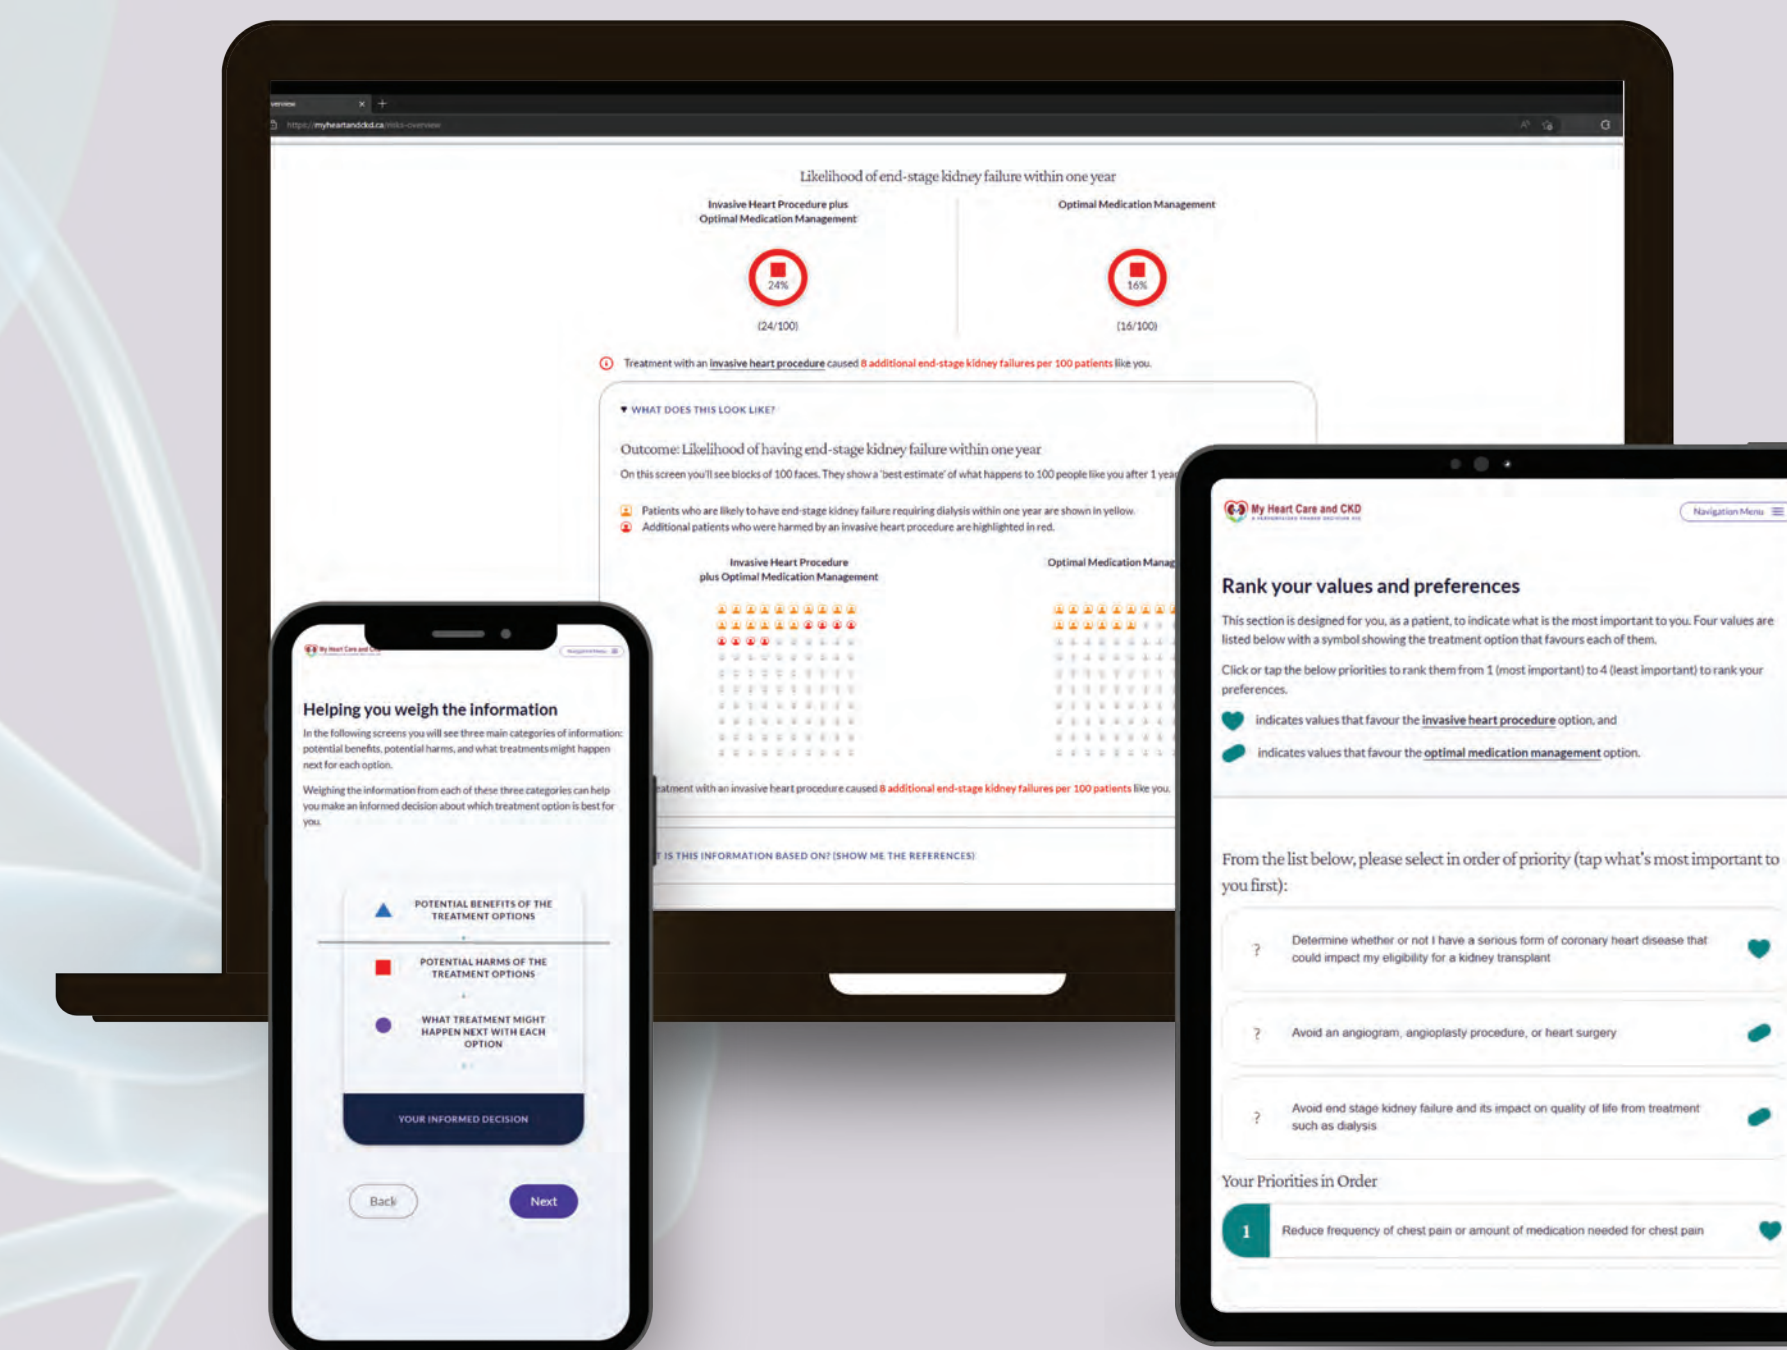 verview × +
https://myheartandckd.ca/risks-overview
Likelihood of end-stage kidney failure within one year
Invasive Heart Procedure plus
Optimal Medication Management
Optimal Medication Management
24%
16%
(24/100)
(16/100)
Treatment with an invasive heart procedure caused 8 additional end-stage kidney failures per 100 patients like you.
WHAT DOES THIS LOOK LIKE?
Outcome: Likelihood of having end-stage kidney failure within one year
On this screen you'll see blocks of 100 faces. They show a 'best estimate' of what happens to 100 people like you after 1 year
Patients who are likely to have end-stage kidney failure requiring dialysis within one year are shown in yellow.
Additional patients who were harmed by an invasive heart procedure are highlighted in red.
Invasive Heart Procedure
plus Optimal Medication Management
Optimal Medication Manag
eatment with an invasive heart procedure caused 8 additional end-stage kidney failures per 100 patients like you.
T IS THIS INFORMATION BASED ON? (SHOW ME THE REFERENCES)
My Heart Care and C
Navigation Menu
Helping you weigh the information
In the following screens you will see three main categories of information:
potential benefits, potential harms, and what treatments might happen
next for each option.
Weighing the information from each of these three categories can help
you make an informed decision about which treatment option is best for
you.
POTENTIAL BENEFITS OF THE
TREATMENT OPTIONS
POTENTIAL HARMS OF THE
TREATMENT OPTIONS
WHAT TREATMENT MIGHT
HAPPEN NEXT WITH EACH
OPTION
YOUR INFORMED DECISION
Back
Next
My Heart Care and CKD
A PERSONALIZED SHARED DECISION AID
Navigation Menu
Rank your values and preferences
This section is designed for you, as a patient, to indicate what is the most important to you. Four values are
listed below with a symbol showing the treatment option that favours each of them.
Click or tap the below priorities to rank them from 1 (most important) to 4 (least important) to rank your
preferences.
indicates values that favour the invasive heart procedure option, and
indicates values that favour the optimal medication management option.
From the list below, please select in order of priority (tap what's most important to
you first):
? Determine whether or not I have a serious form of coronary heart disease that
could impact my eligibility for a kidney transplant
? Avoid an angiogram, angioplasty procedure, or heart surgery
? Avoid end stage kidney failure and its impact on quality of life from treatment
such as dialysis
Your Priorities in Order
1 Reduce frequency of chest pain or amount of medication needed for chest pain